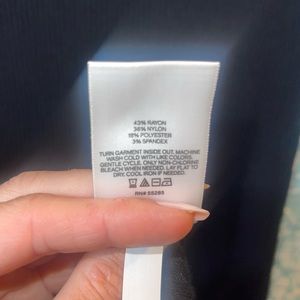 43% RAYON
36% NYLON
18% POLYESTER
3% SPANDEX
TURN GARMENT INSIDE OUT. MACHINE
WASH COLD WITH LIKE COLORS.
GENTLE CYCLE. ONLY NON-CHLORINE
BLEACH WHEN NEEDED. LAY FLAT TO
DRY. COOL IRON IF NEEDED.
RN# 55285